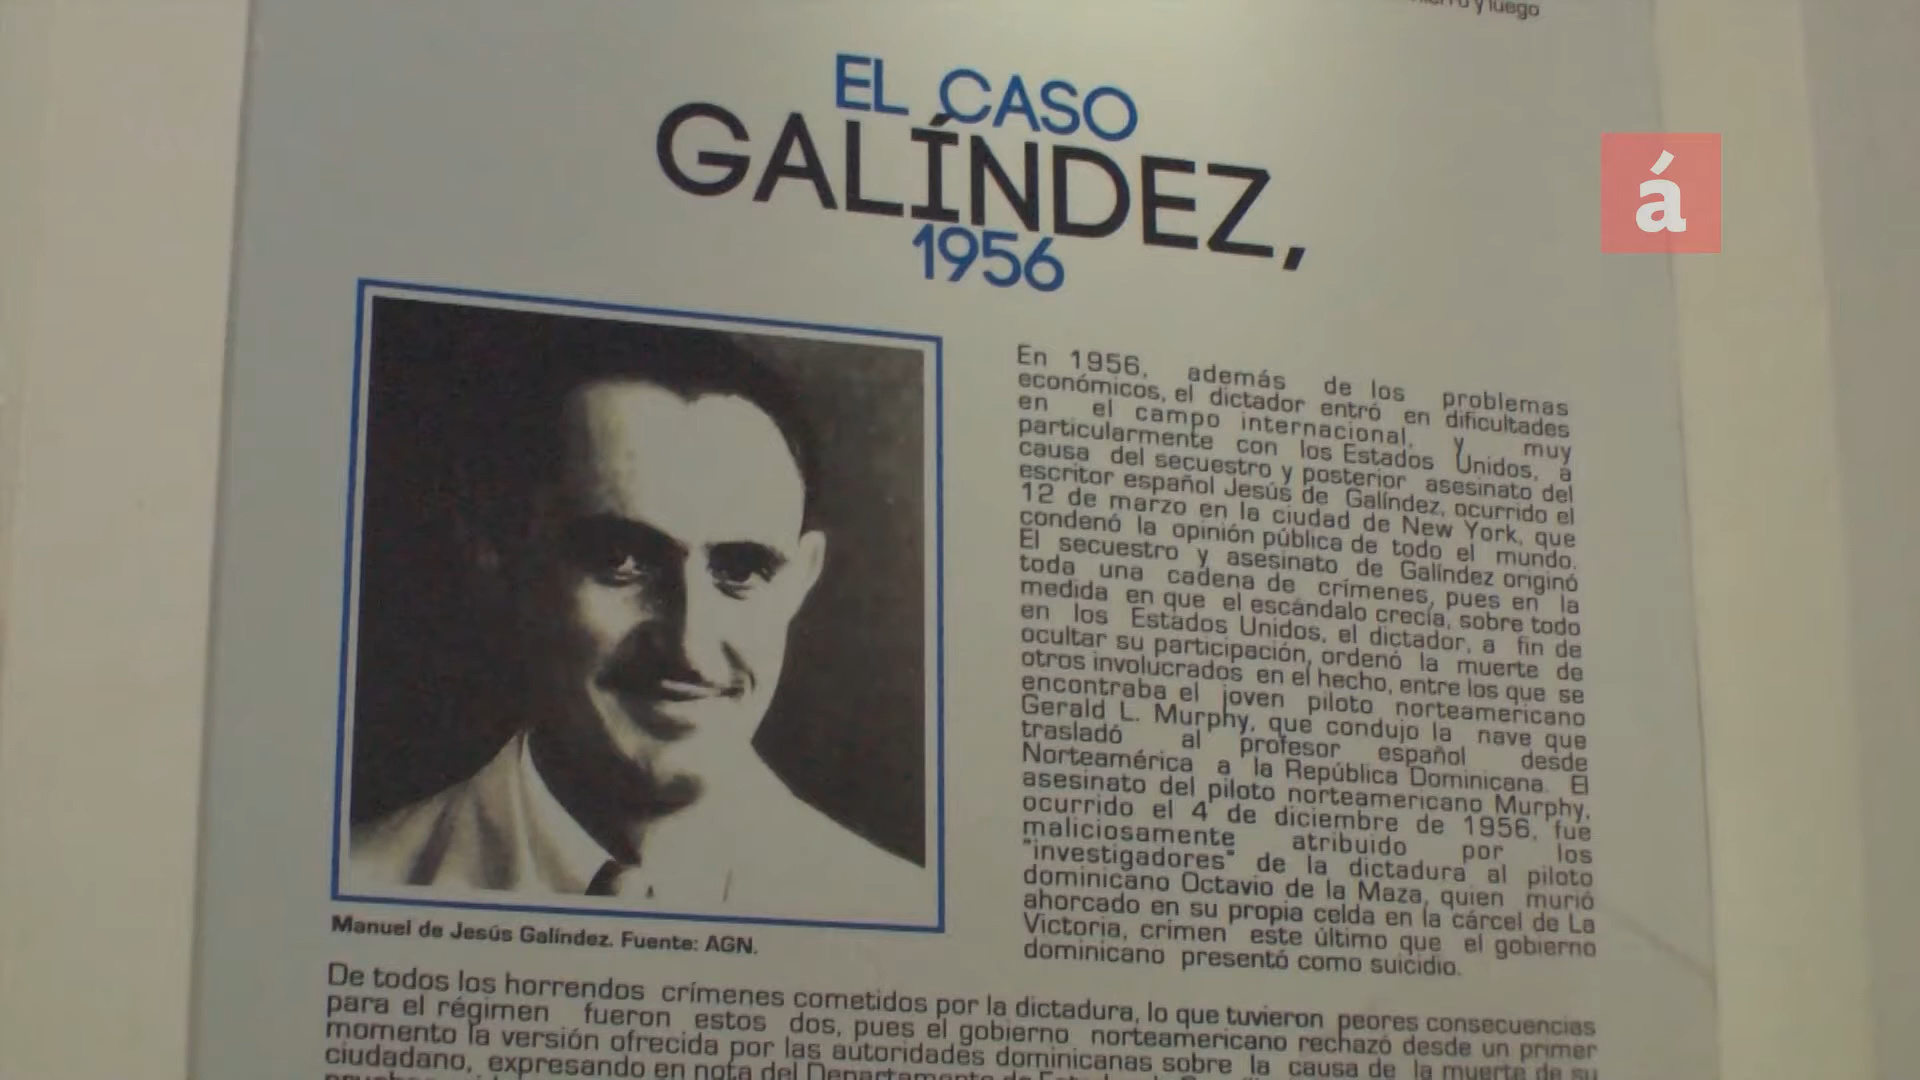 y luego
EL CASO
GALÍNDEZ,
1956
á
En 1956, además de los problemas
económicos, el dictador entró en dificultades
en el campo internacional, y muy
particularmente con los Estados Unidos, a
causa del secuestro y posterior asesinato del
escritor español Jesús de Galíndez, ocurrido el
12 de marzo en la ciudad de New York, que
condenó la opinión pública de todo el mundo.
El secuestro y asesinato de Galíndez originó
toda una cadena de crímenes, pues en la
medida en que el escándalo crecía, sobre todo
en los Estados Unidos, el dictador, a fin de
ocultar su participación, ordenó la muerte de
otros involucrados en el hecho, entre los que se
encontraba el joven piloto norteamericano
Gerald L. Murphy, que condujo la nave que
trasladó al profesor español desde
Norteamérica a la República Dominicana. El
asesinato del piloto norteamericano Murphy,
ocurrido el 4 de diciembre de 1956, fue
maliciosamente atribuido por los
"investigadores" de la dictadura al piloto
dominicano Octavio de la Maza, quien murió
ahorcado en su propia celda en la cárcel de La
Victoria, crimen este último que el gobierno
dominicano presentó como suicidio.
Manuel de Jesús Galíndez. Fuente: AGN.
De todos los horrendos crímenes cometidos por la dictadura, lo que tuvieron peores consecuencias
para el régimen fueron estos dos, pues el gobierno norteamericano rechazó desde un primer
momento la versión ofrecida por las autoridades dominicanas sobre la causa de la muerte de su
ciudadano, expresando en nota del Departamento de